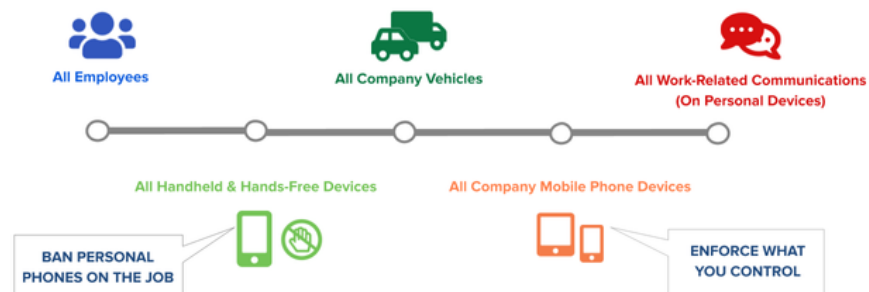 All Employees
All Company Vehicles
All Work-Related Communications
(On Personal Devices)
All Handheld & Hands-Free Devices
All Company Mobile Phone Devices
BAN PERSONAL
PHONES ON THE JOB
ENFORCE WHAT
YOU CONTROL